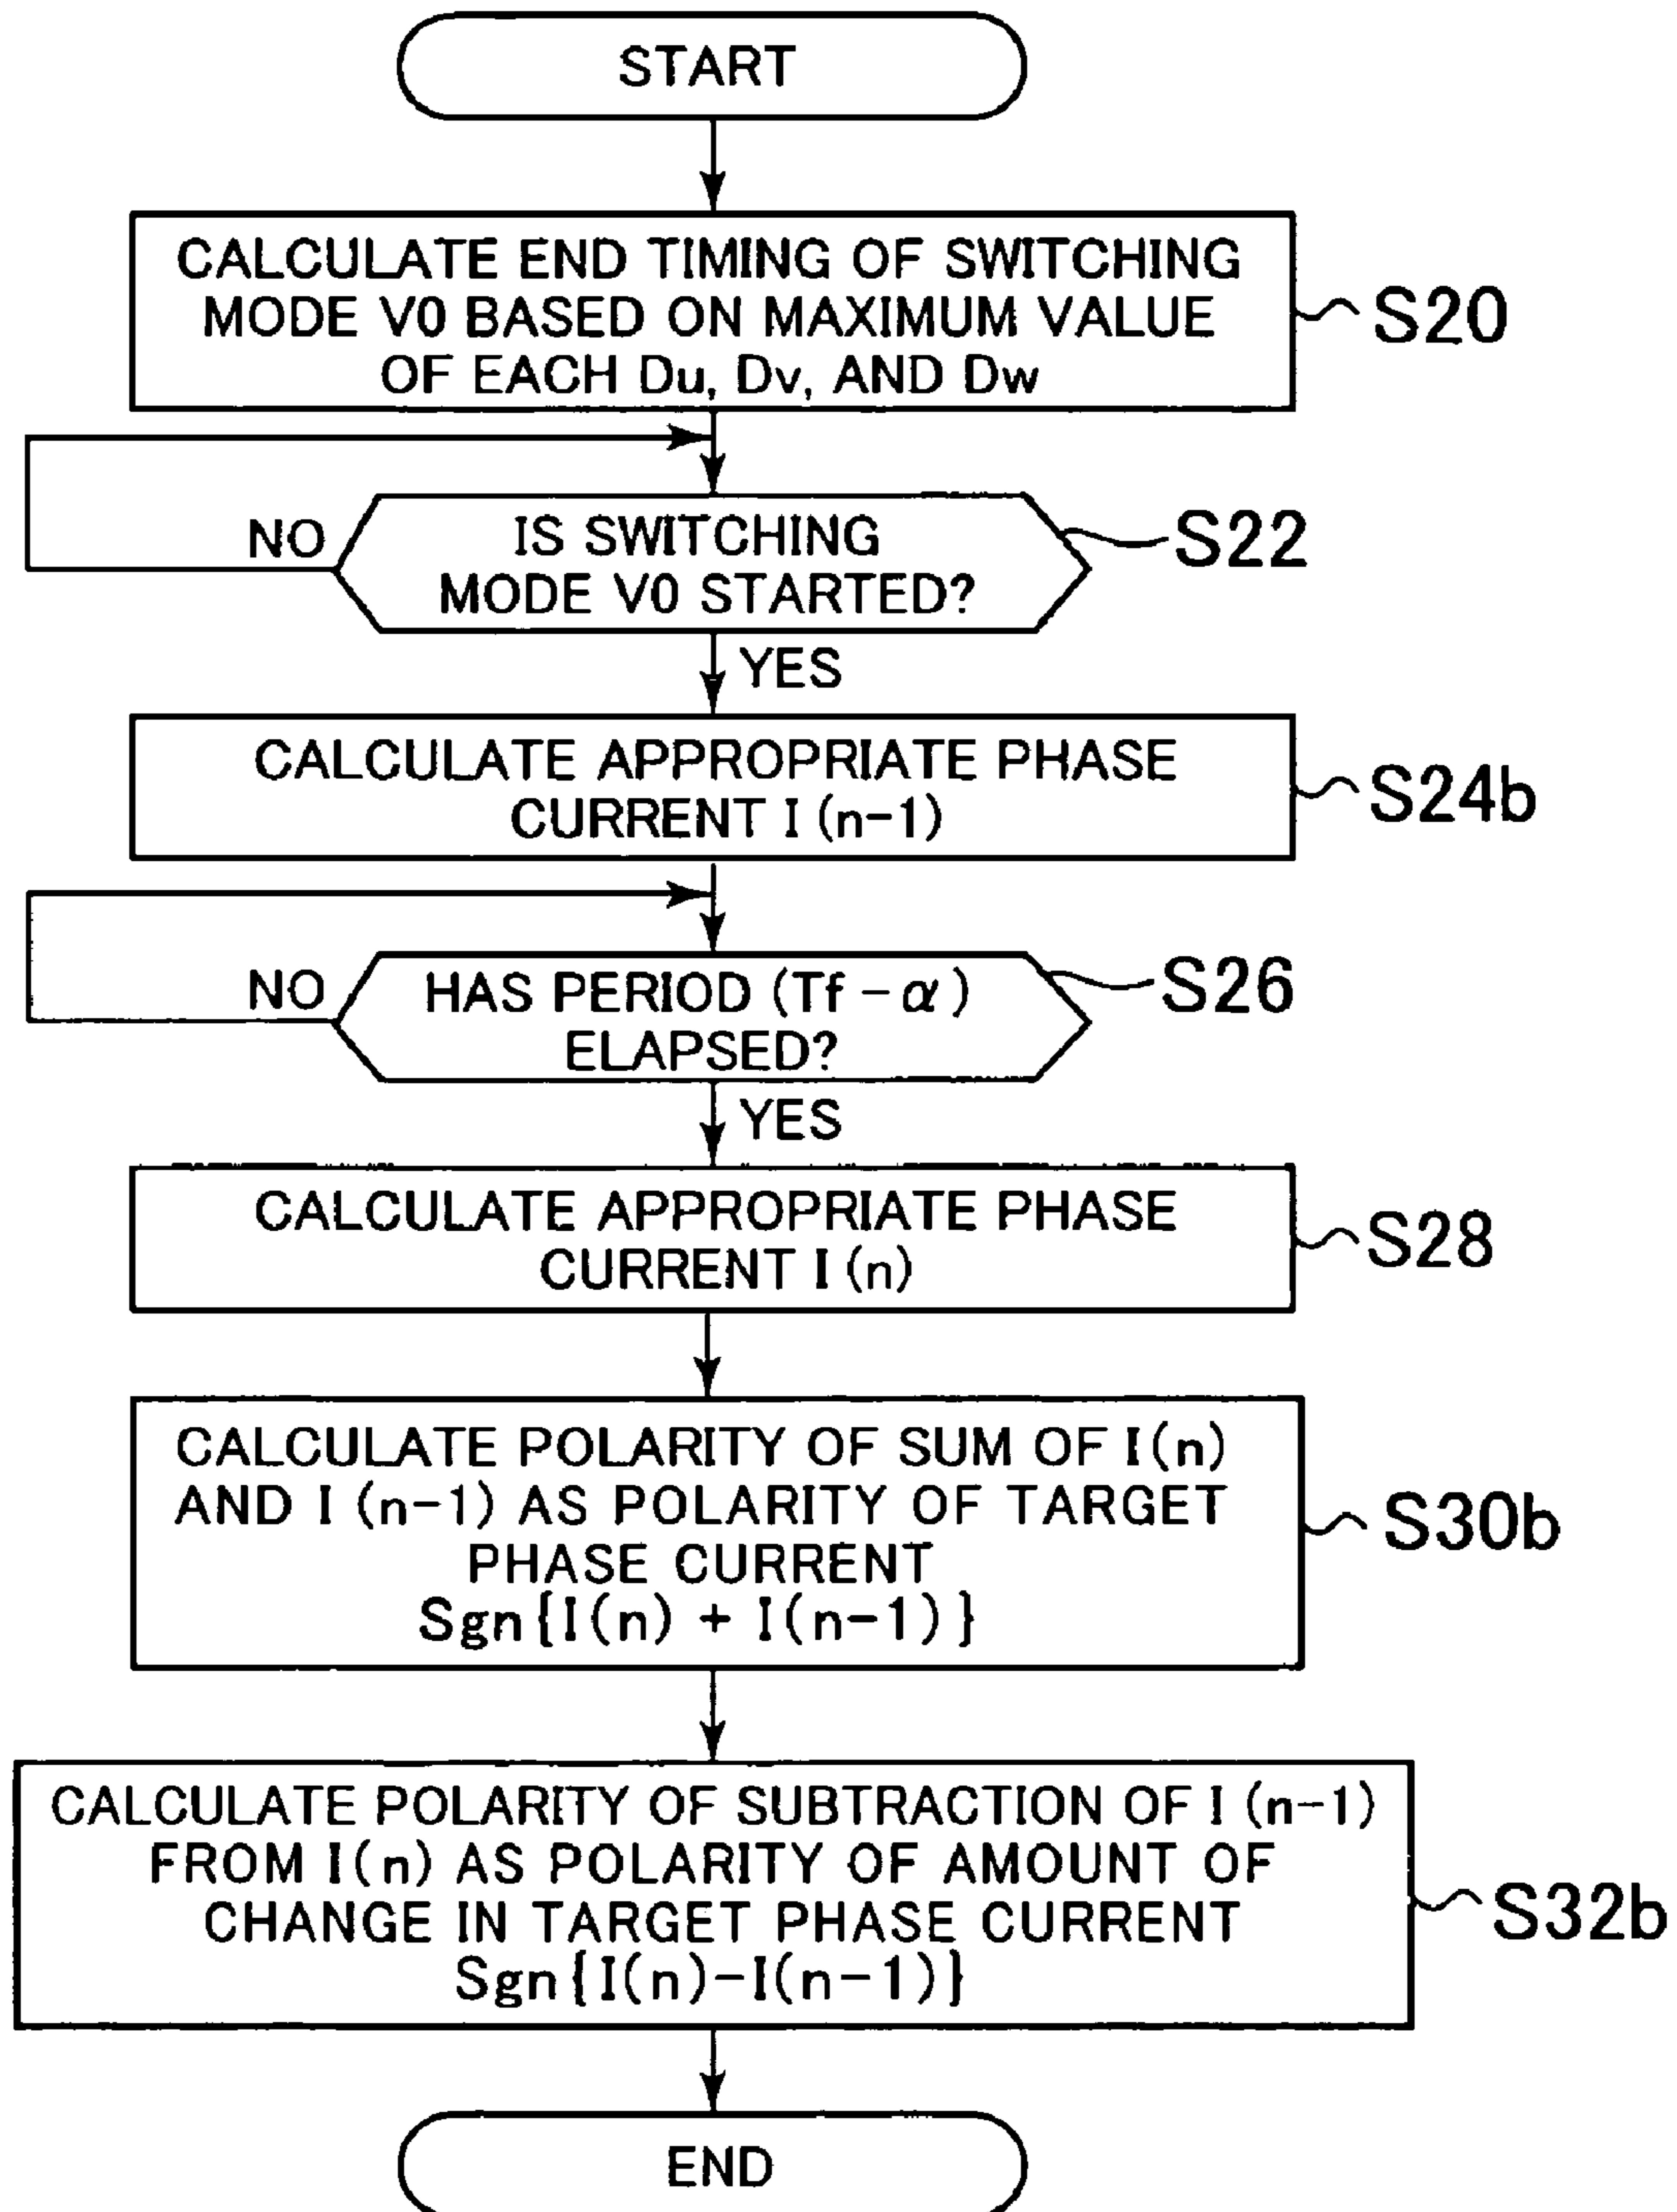 START
CALCULATE END TIMING OF SWITCHING
MODE V0 BASED ON MAXIMUM VALUE
OF EACH Du, Dv, AND Dw
S20
NO
IS SWITCHING
MODE V0 STARTED?
S22
YES
CALCULATE APPROPRIATE PHASE
CURRENT I (n-1)
S24b
NO
HAS PERIOD (Tf - α)
ELAPSED?
S26
YES
CALCULATE APPROPRIATE PHASE
CURRENT I (n)
S28
CALCULATE POLARITY OF SUM OF I(n)
AND I (n-1) AS POLARITY OF TARGET
PHASE CURRENT
Sgn{I(n) + I(n-1)}
S30b
CALCULATE POLARITY OF SUBTRACTION OF I (n-1)
FROM I(n) AS POLARITY OF AMOUNT OF
CHANGE IN TARGET PHASE CURRENT
Sgn{I(n)-I(n-1)}
S32b
END